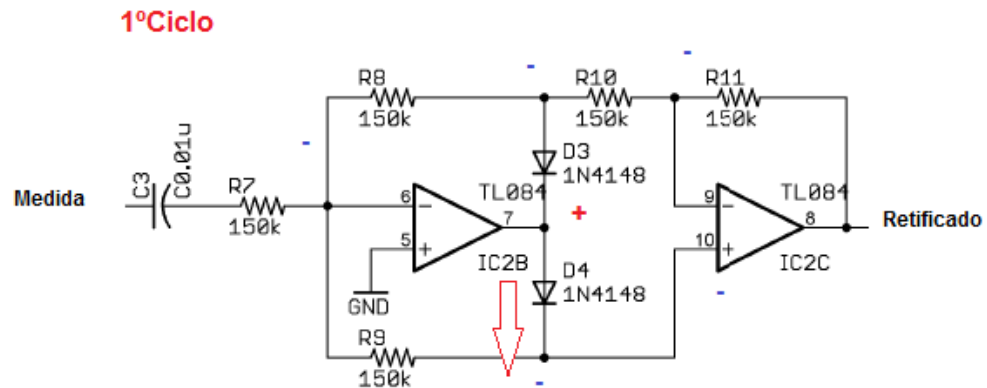 1ºCiclo
R8
150k
R10
150k
R11
150k
-
-
-
C3
C0.01u
Medida
R7
150k
D3
1N4148
6
-
5
+
7
TL084
IC2B
+
9
-
10
+
8
TL084
IC2C
Retificado
GND
D4
1N4148
-
R9
150k
-